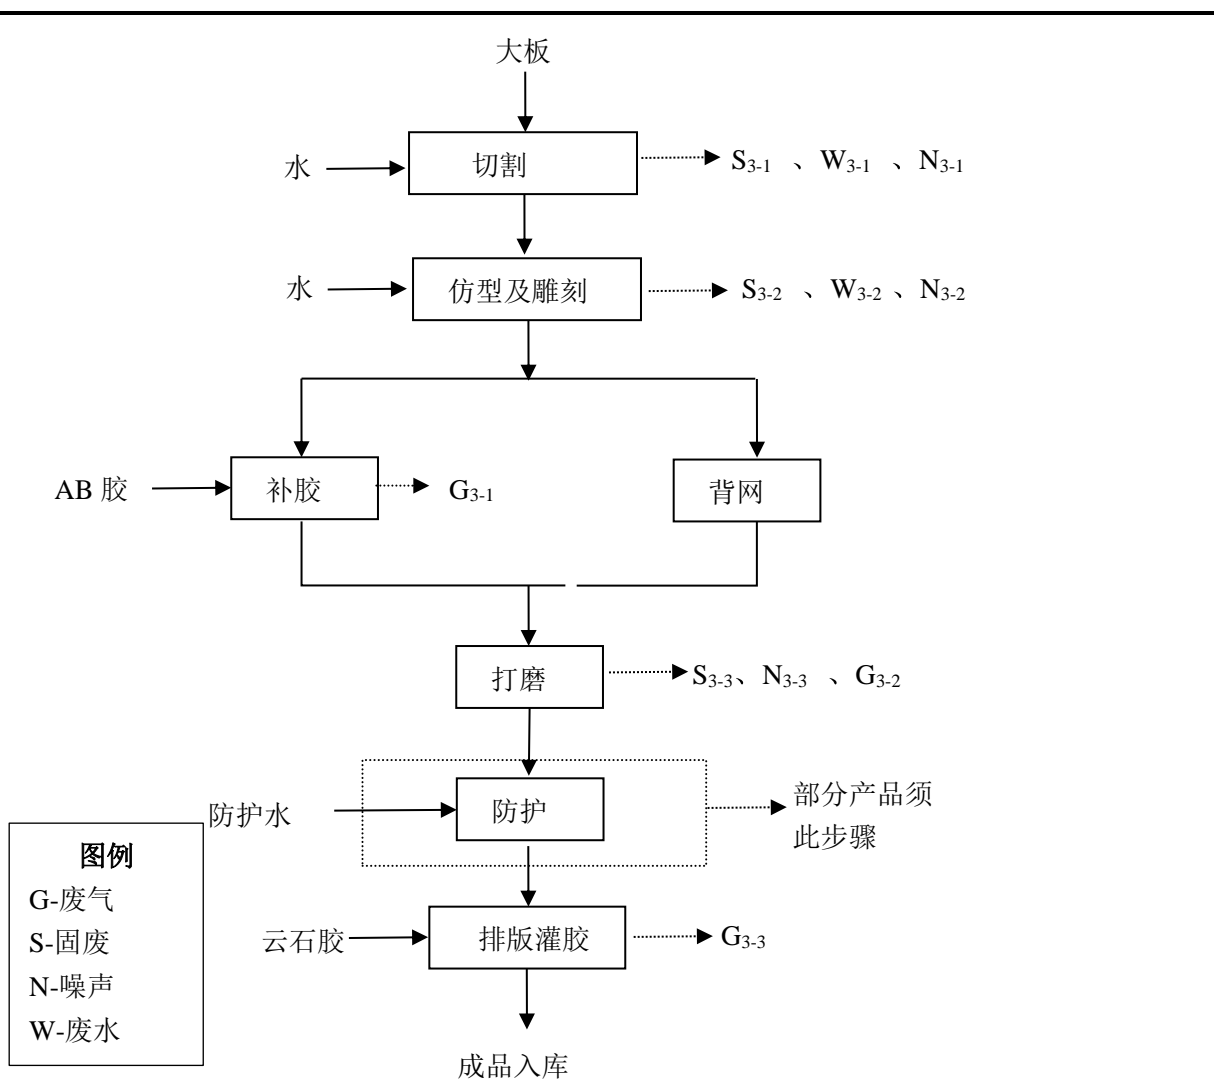 大板
水
切割
S3-1 、W3-1 、N3-1
水
仿型及雕刻
S3-2 、W3-2 、N3-2
AB 胶
补胶
G3-1
背网
打磨
S3-3、N3-3 、G3-2
防护水
防护
部分产品须
此步骤
图例
G-废气
S-固废
N-噪声
W-废水
云石胶
排版灌胶
G3-3
成品入库